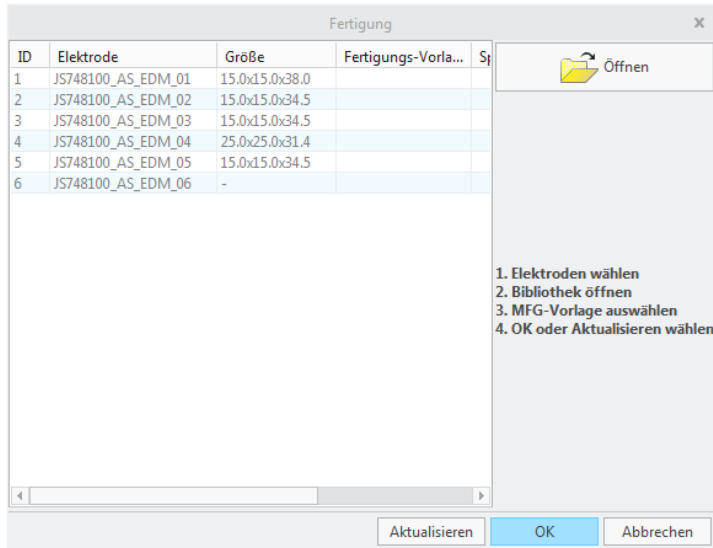 Fertigung
ID Elektrode Größe Fertigungs-Vorla...
Öffnen
1 JS748100_AS_EDM_01 15.0x15.0x38.0
2 JS748100_AS_EDM_02 15.0x15.0x34.5
3 JS748100_AS_EDM_03 15.0x15.0x34.5
4 JS748100_AS_EDM_04 25.0x25.0x31.4
5 JS748100_AS_EDM_05 15.0x15.0x34.5
6 JS748100_AS_EDM_06 -
1. Elektroden wählen
2. Bibliothek öffnen
3. MFG-Vorlage auswählen
4. OK oder Aktualisieren wählen
Aktualisieren OK Abbrechen